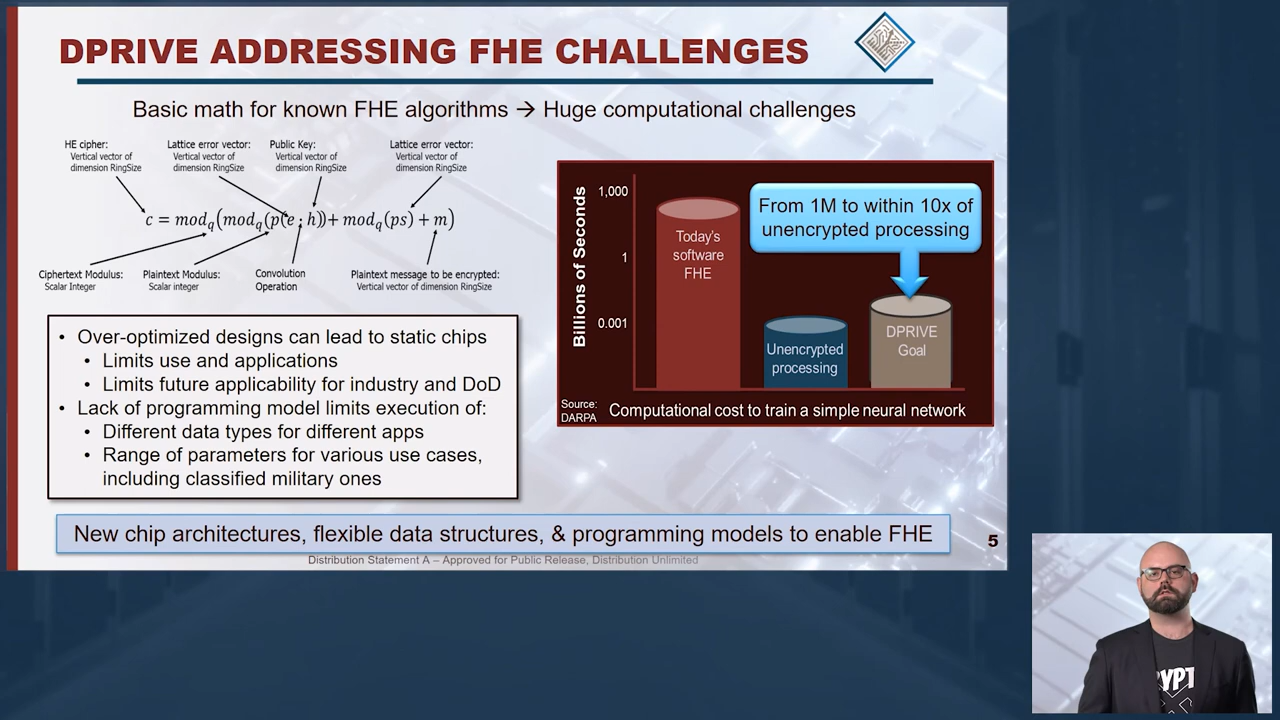 DPRIVE ADDRESSING FHE CHALLENGES
Basic math for known FHE algorithms → Huge computational challenges
HE cipher:
Vertical vector of
dimension RingSize
Lattice error vector:
Vertical vector of
dimension RingSize
Public Key:
Vertical vector of
dimension RingSize
Lattice error vector:
Vertical vector of
dimension RingSize
c = mod_q(mod_q(p(e · h)) + mod_q(ps) + m)
Ciphertext Modulus:
Scalar Integer
Plaintext Modulus:
Scalar integer
Convolution
Operation
Plaintext message to be encrypted:
Vertical vector of dimension RingSize
• Over-optimized designs can lead to static chips
• Limits use and applications
• Limits future applicability for industry and DoD
• Lack of programming model limits execution of:
• Different data types for different apps
• Range of parameters for various use cases,
including classified military ones
Billions of Seconds
1,000
1
0.001
Today's
software
FHE
Unencrypted
processing
DPRIVE
Goal
From 1M to within 10x of
unencrypted processing
Source:
DARPA
Computational cost to train a simple neural network
New chip architectures, flexible data structures, & programming models to enable FHE
5
Distribution Statement A – Approved for Public Release, Distribution Unlimited
YPT